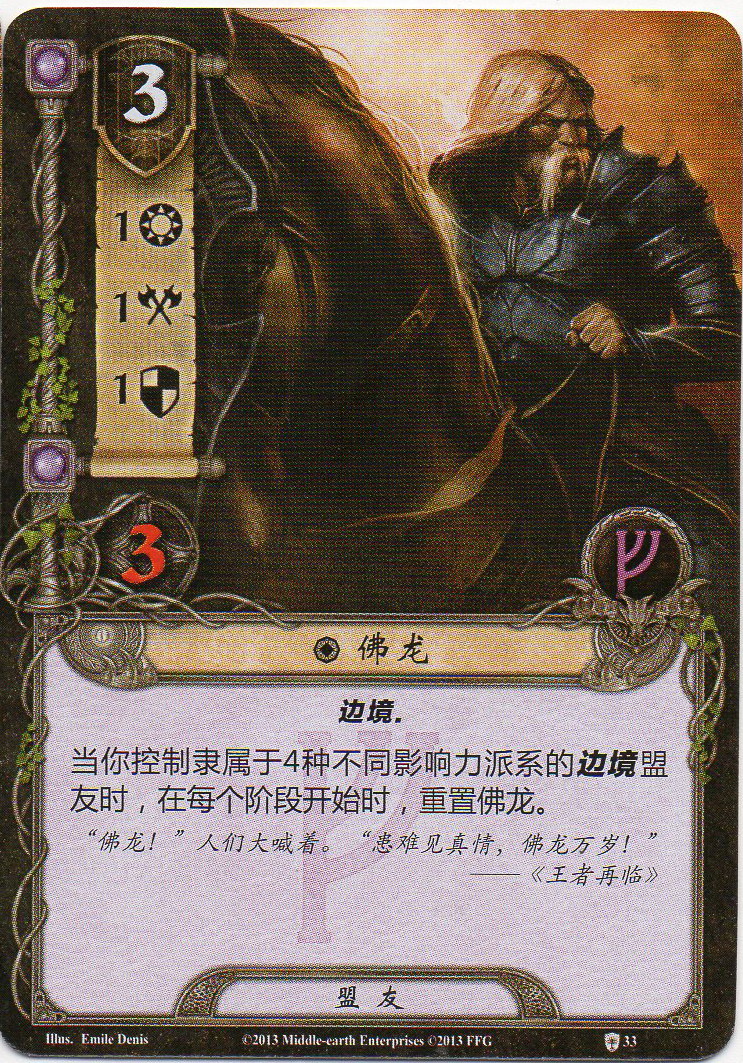 3
1
1
1
3
佛龙
边境.
当你控制隶属于4种不同影响力派系的边境盟
友时，在每个阶段开始时，重置佛龙。
“佛龙！”人们大喊着。“患难见真情，佛龙万岁！”
——《王者再临》
盟友
Illus. Emile Denis ©2013 Middle-earth Enterprises ©2013 FFG 33